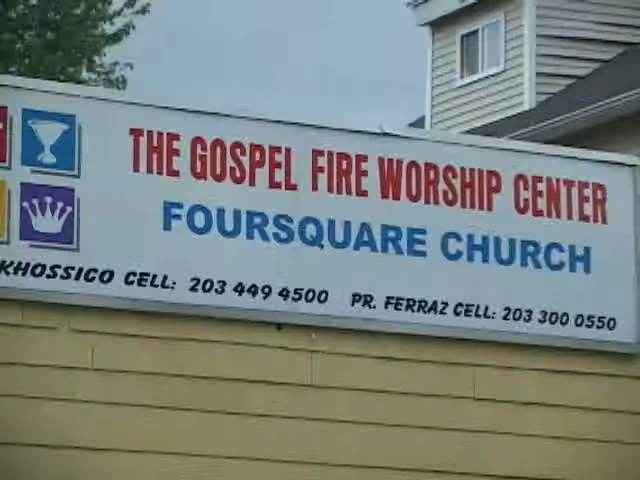 THE GOSPEL FIRE WORSHIP CENTER
FOURSQUARE CHURCH
KHOSSICO CELL: 203 449 4500 PR. FERRAZ CELL: 203 300 0550